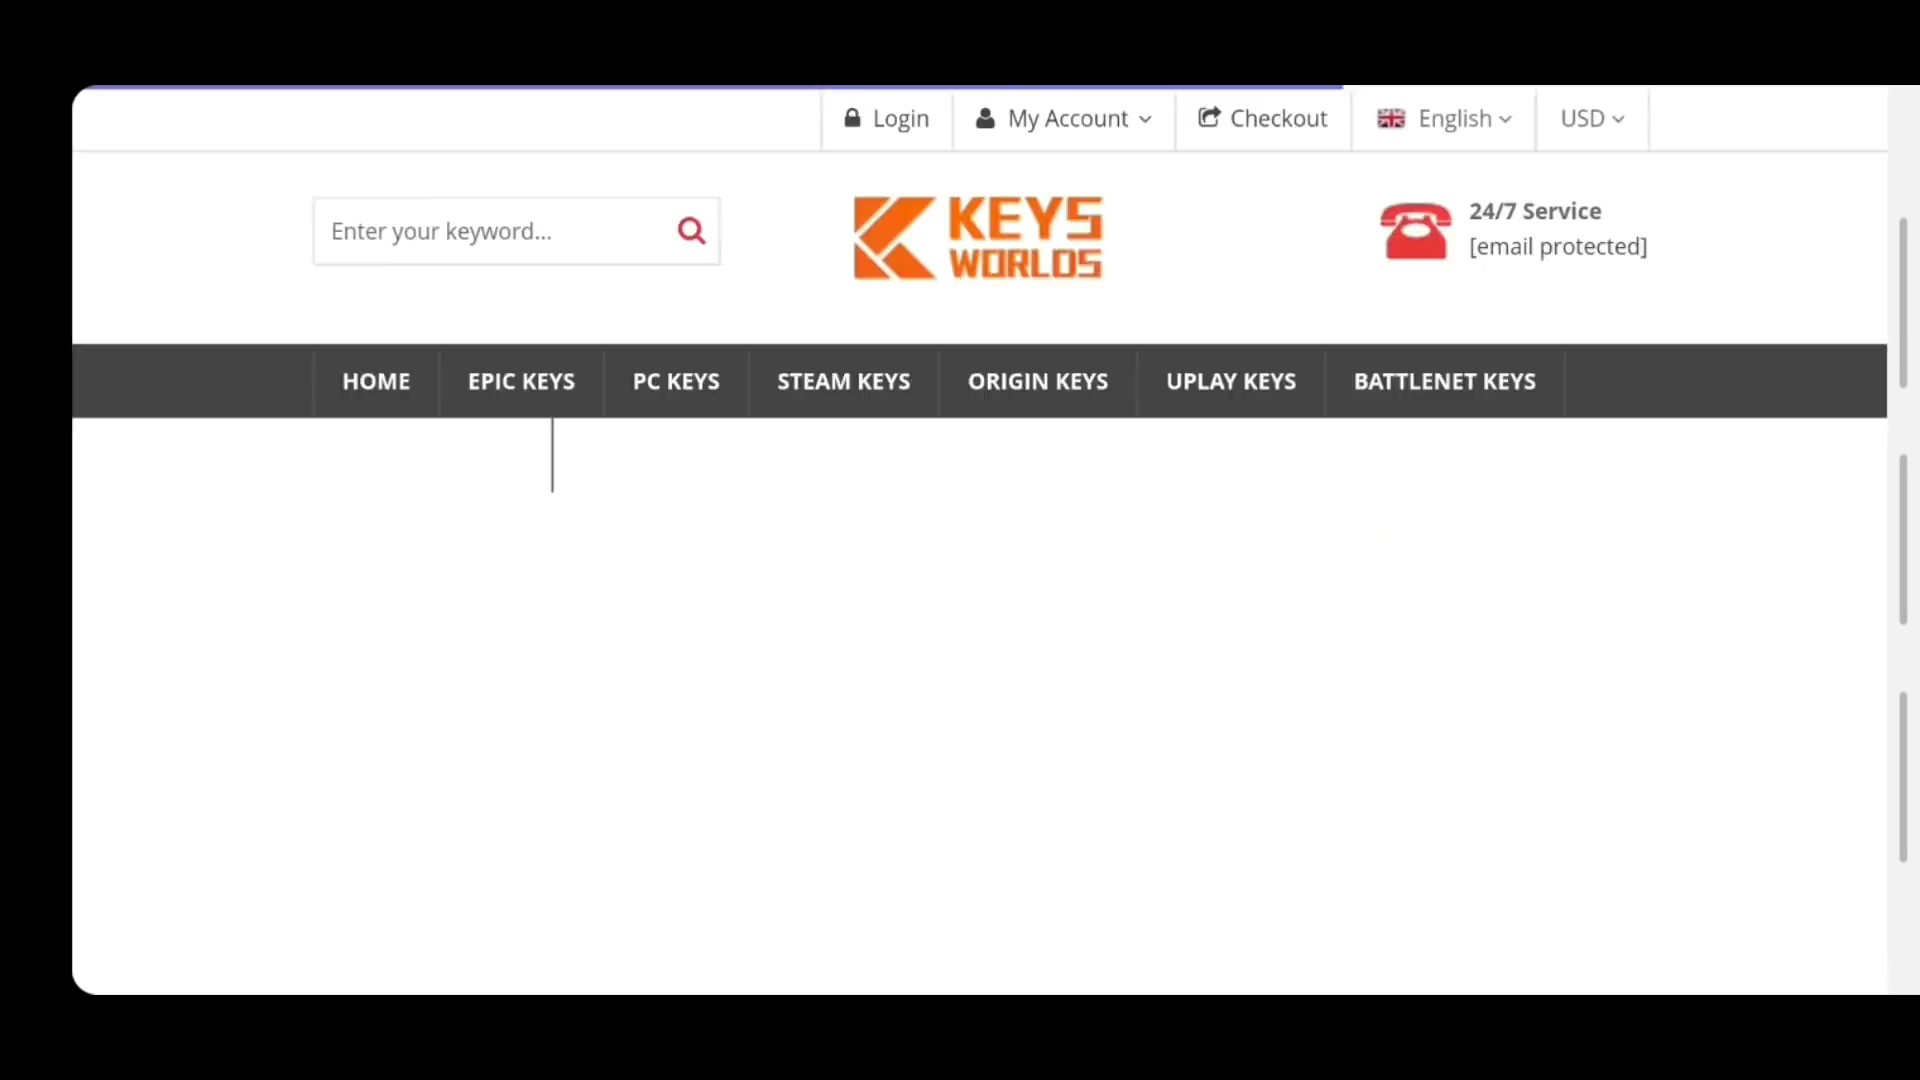 Login My Account Checkout English USD
Enter your keyword...
KEYS
WORLDS
24/7 Service
[email protected]
HOME EPIC KEYS PC KEYS STEAM KEYS ORIGIN KEYS UPLAY KEYS BATTLENET KEYS